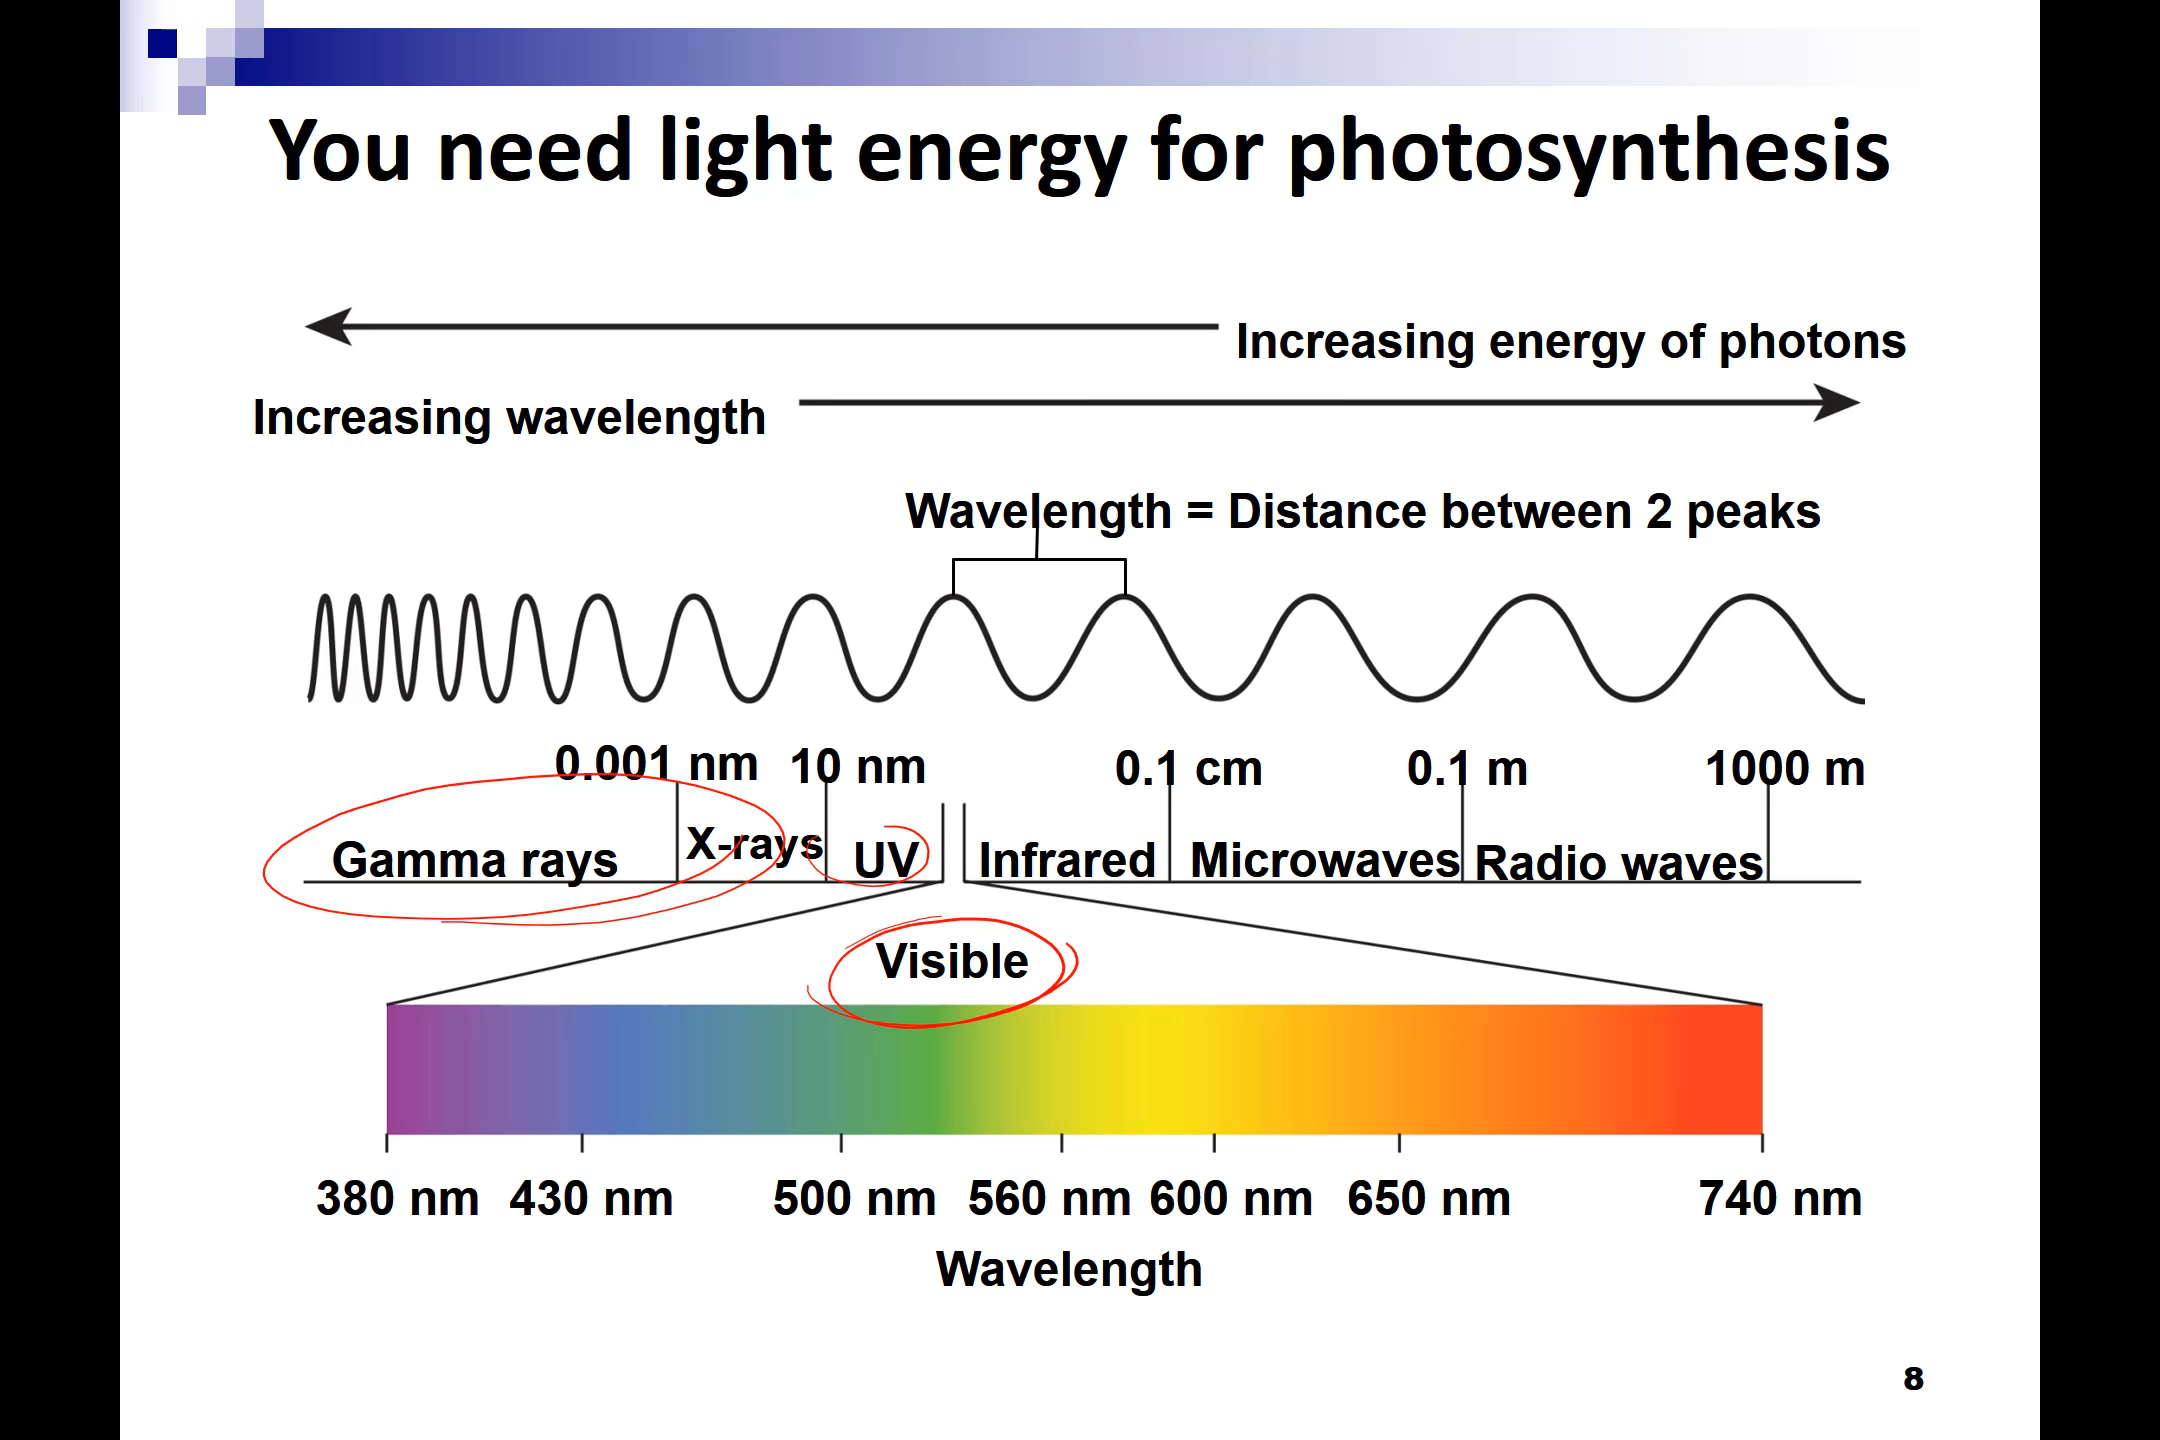 You need light energy for photosynthesis
Increasing energy of photons
Increasing wavelength
Wavelength = Distance between 2 peaks
0.001 nm 10 nm 0.1 cm 0.1 m 1000 m
Gamma rays X-rays UV Infrared Microwaves Radio waves
Visible
380 nm 430 nm 500 nm 560 nm 600 nm 650 nm 740 nm
Wavelength
8